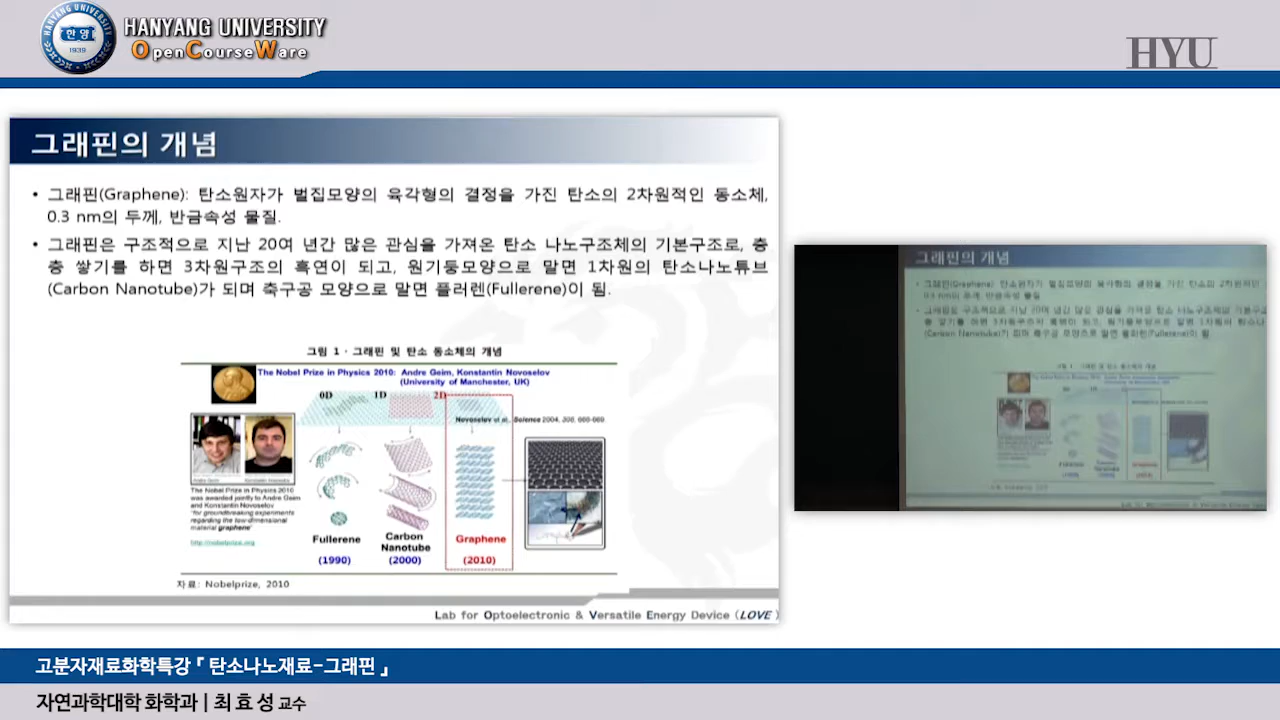 HANYANG UNIVERSITY
OpenCourseWare
한양
1939
HYU
그래핀의 개념
• 그래핀(Graphene): 탄소원자가 벌집모양의 육각형의 결정을 가진 탄소의 2차원적인 동소체,
0.3 nm의 두께, 반금속성 물질.
• 그래핀은 구조적으로 지난 20여 년간 많은 관심을 가져온 탄소 나노구조체의 기본구조로, 층
층 쌓기를 하면 3차원구조의 흑연이 되고, 원기둥모양으로 말면 1차원의 탄소나노튜브
(Carbon Nanotube)가 되며 축구공 모양으로 말면 플러렌(Fullerene)이 됨.
그림 1 · 그래핀 및 탄소 동소체의 개념
The Nobel Prize in Physics 2010: Andre Geim, Konstantin Novoselov
(University of Manchester, UK)
0D 1D 2D
Novoselov et al., Science 2004, 306, 666-669
The Nobel Prize in Physics 2010
was awarded jointly to Andre Geim
and Konstantin Novoselov
"for groundbreaking experiments
regarding the two-dimensional
material graphene"
http://nobelprize.org
Fullerene
(1990)
Carbon
Nanotube
(2000)
Graphene
(2010)
자료: Nobelprize, 2010
Lab for Optoelectronic & Versatile Energy Device (LOVE)
그래핀의 개념
고분자재료화학특강『탄소나노재료-그래핀』
자연과학대학 화학과 | 최효성 교수